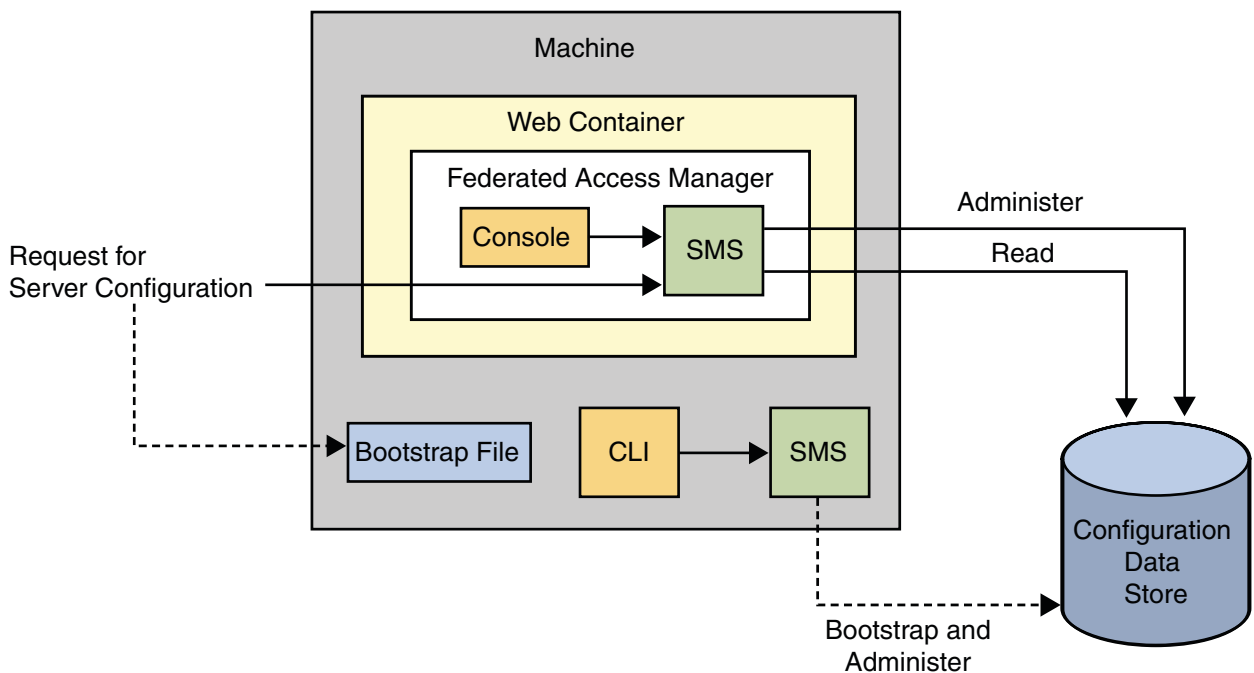 Machine
Web Container
Federated Access Manager
Console
SMS
Administer
Read
Request for
Server Configuration
Bootstrap File
CLI
SMS
Configuration
Data
Store
Bootstrap and
Administer